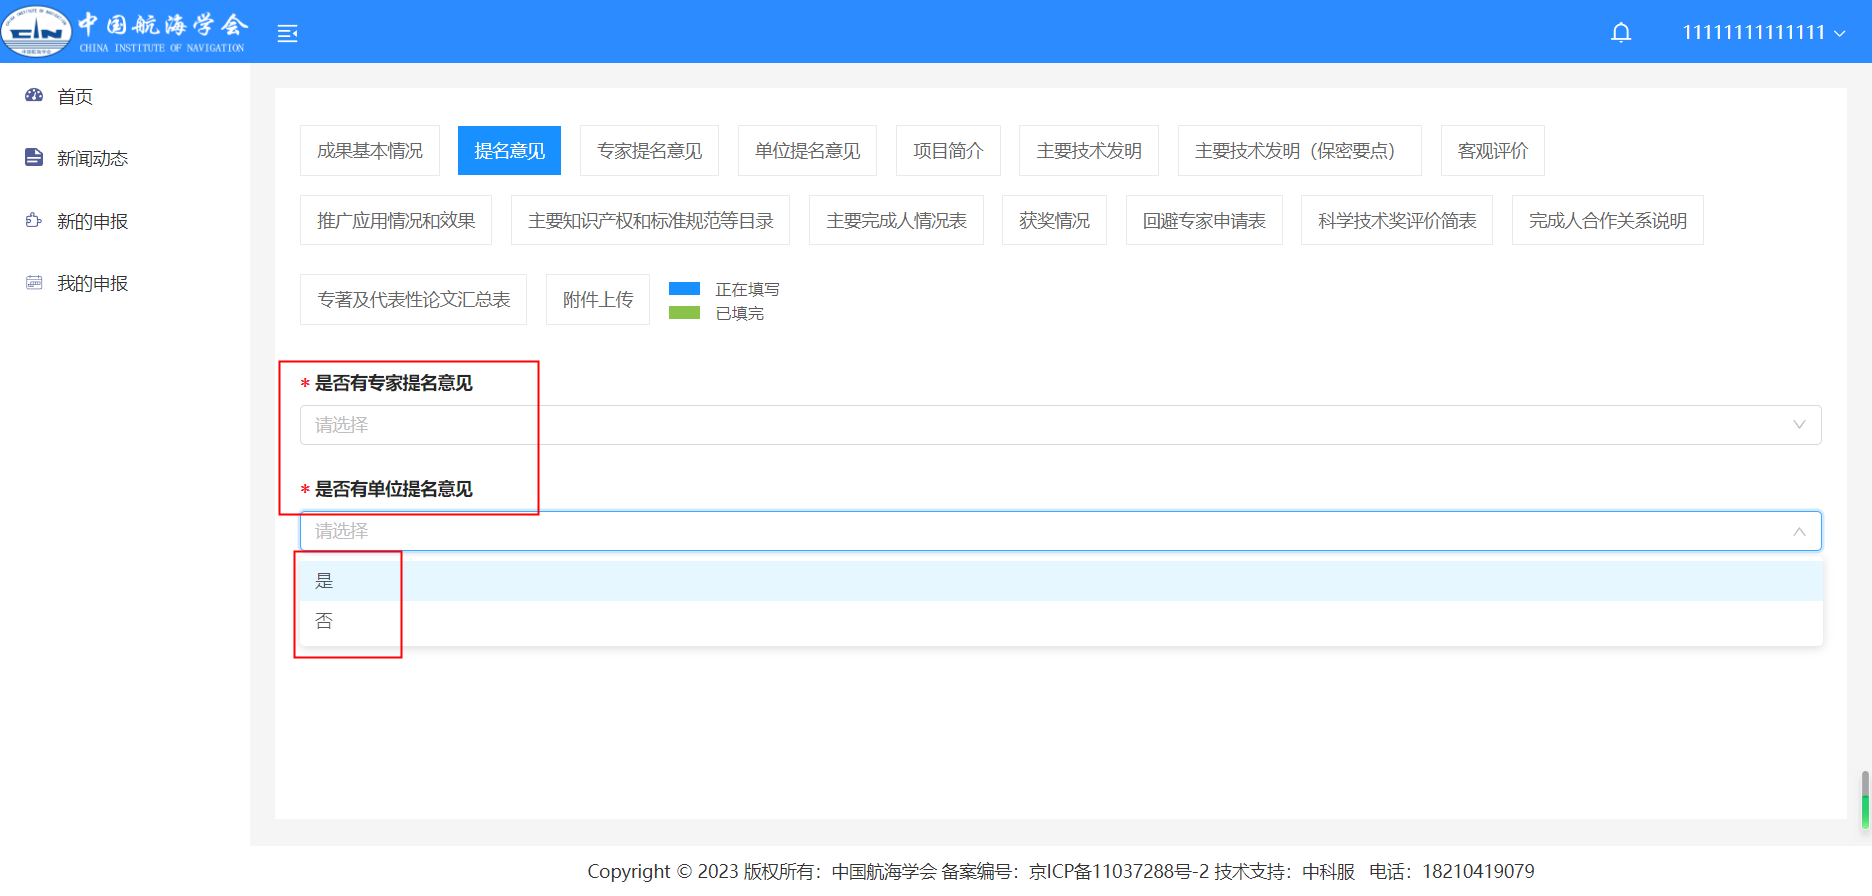 中国航海学会
CHINA INSTITUTE OF NAVIGATION
11111111111111
首页
新闻动态
新的申报
我的申报
成果基本情况 提名意见 专家提名意见 单位提名意见 项目简介 主要技术发明 主要技术发明（保密要点） 客观评价
推广应用情况和效果 主要知识产权和标准规范等目录 主要完成人情况表 获奖情况 回避专家申请表 科学技术奖评价简表 完成人合作关系说明
专著及代表性论文汇总表 附件上传
正在填写
已填完
* 是否有专家提名意见
请选择
* 是否有单位提名意见
请选择
是
否
Copyright © 2023 版权所有：中国航海学会 备案编号：京ICP备11037288号-2 技术支持：中科服 电话：18210419079